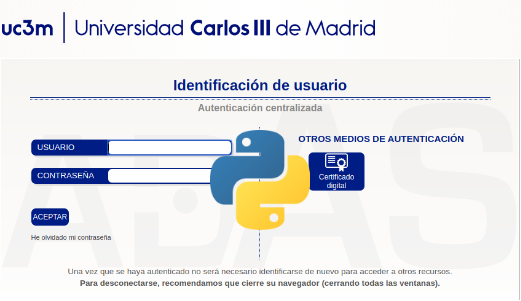 uc3m | Universidad Carlos III de Madrid
Identificación de usuario
Autenticación centralizada
OTROS MEDIOS DE AUTENTICACIÓN
USUARIO
CONTRASEÑA
Certificado
digital
ACEPTAR
He olvidado mi contraseña
Una vez que se haya autenticado no será necesario identificarse de nuevo para acceder a otros recursos.
Para desconectarse, recomendamos que cierre su navegador (cerrando todas las ventanas).
ADAS